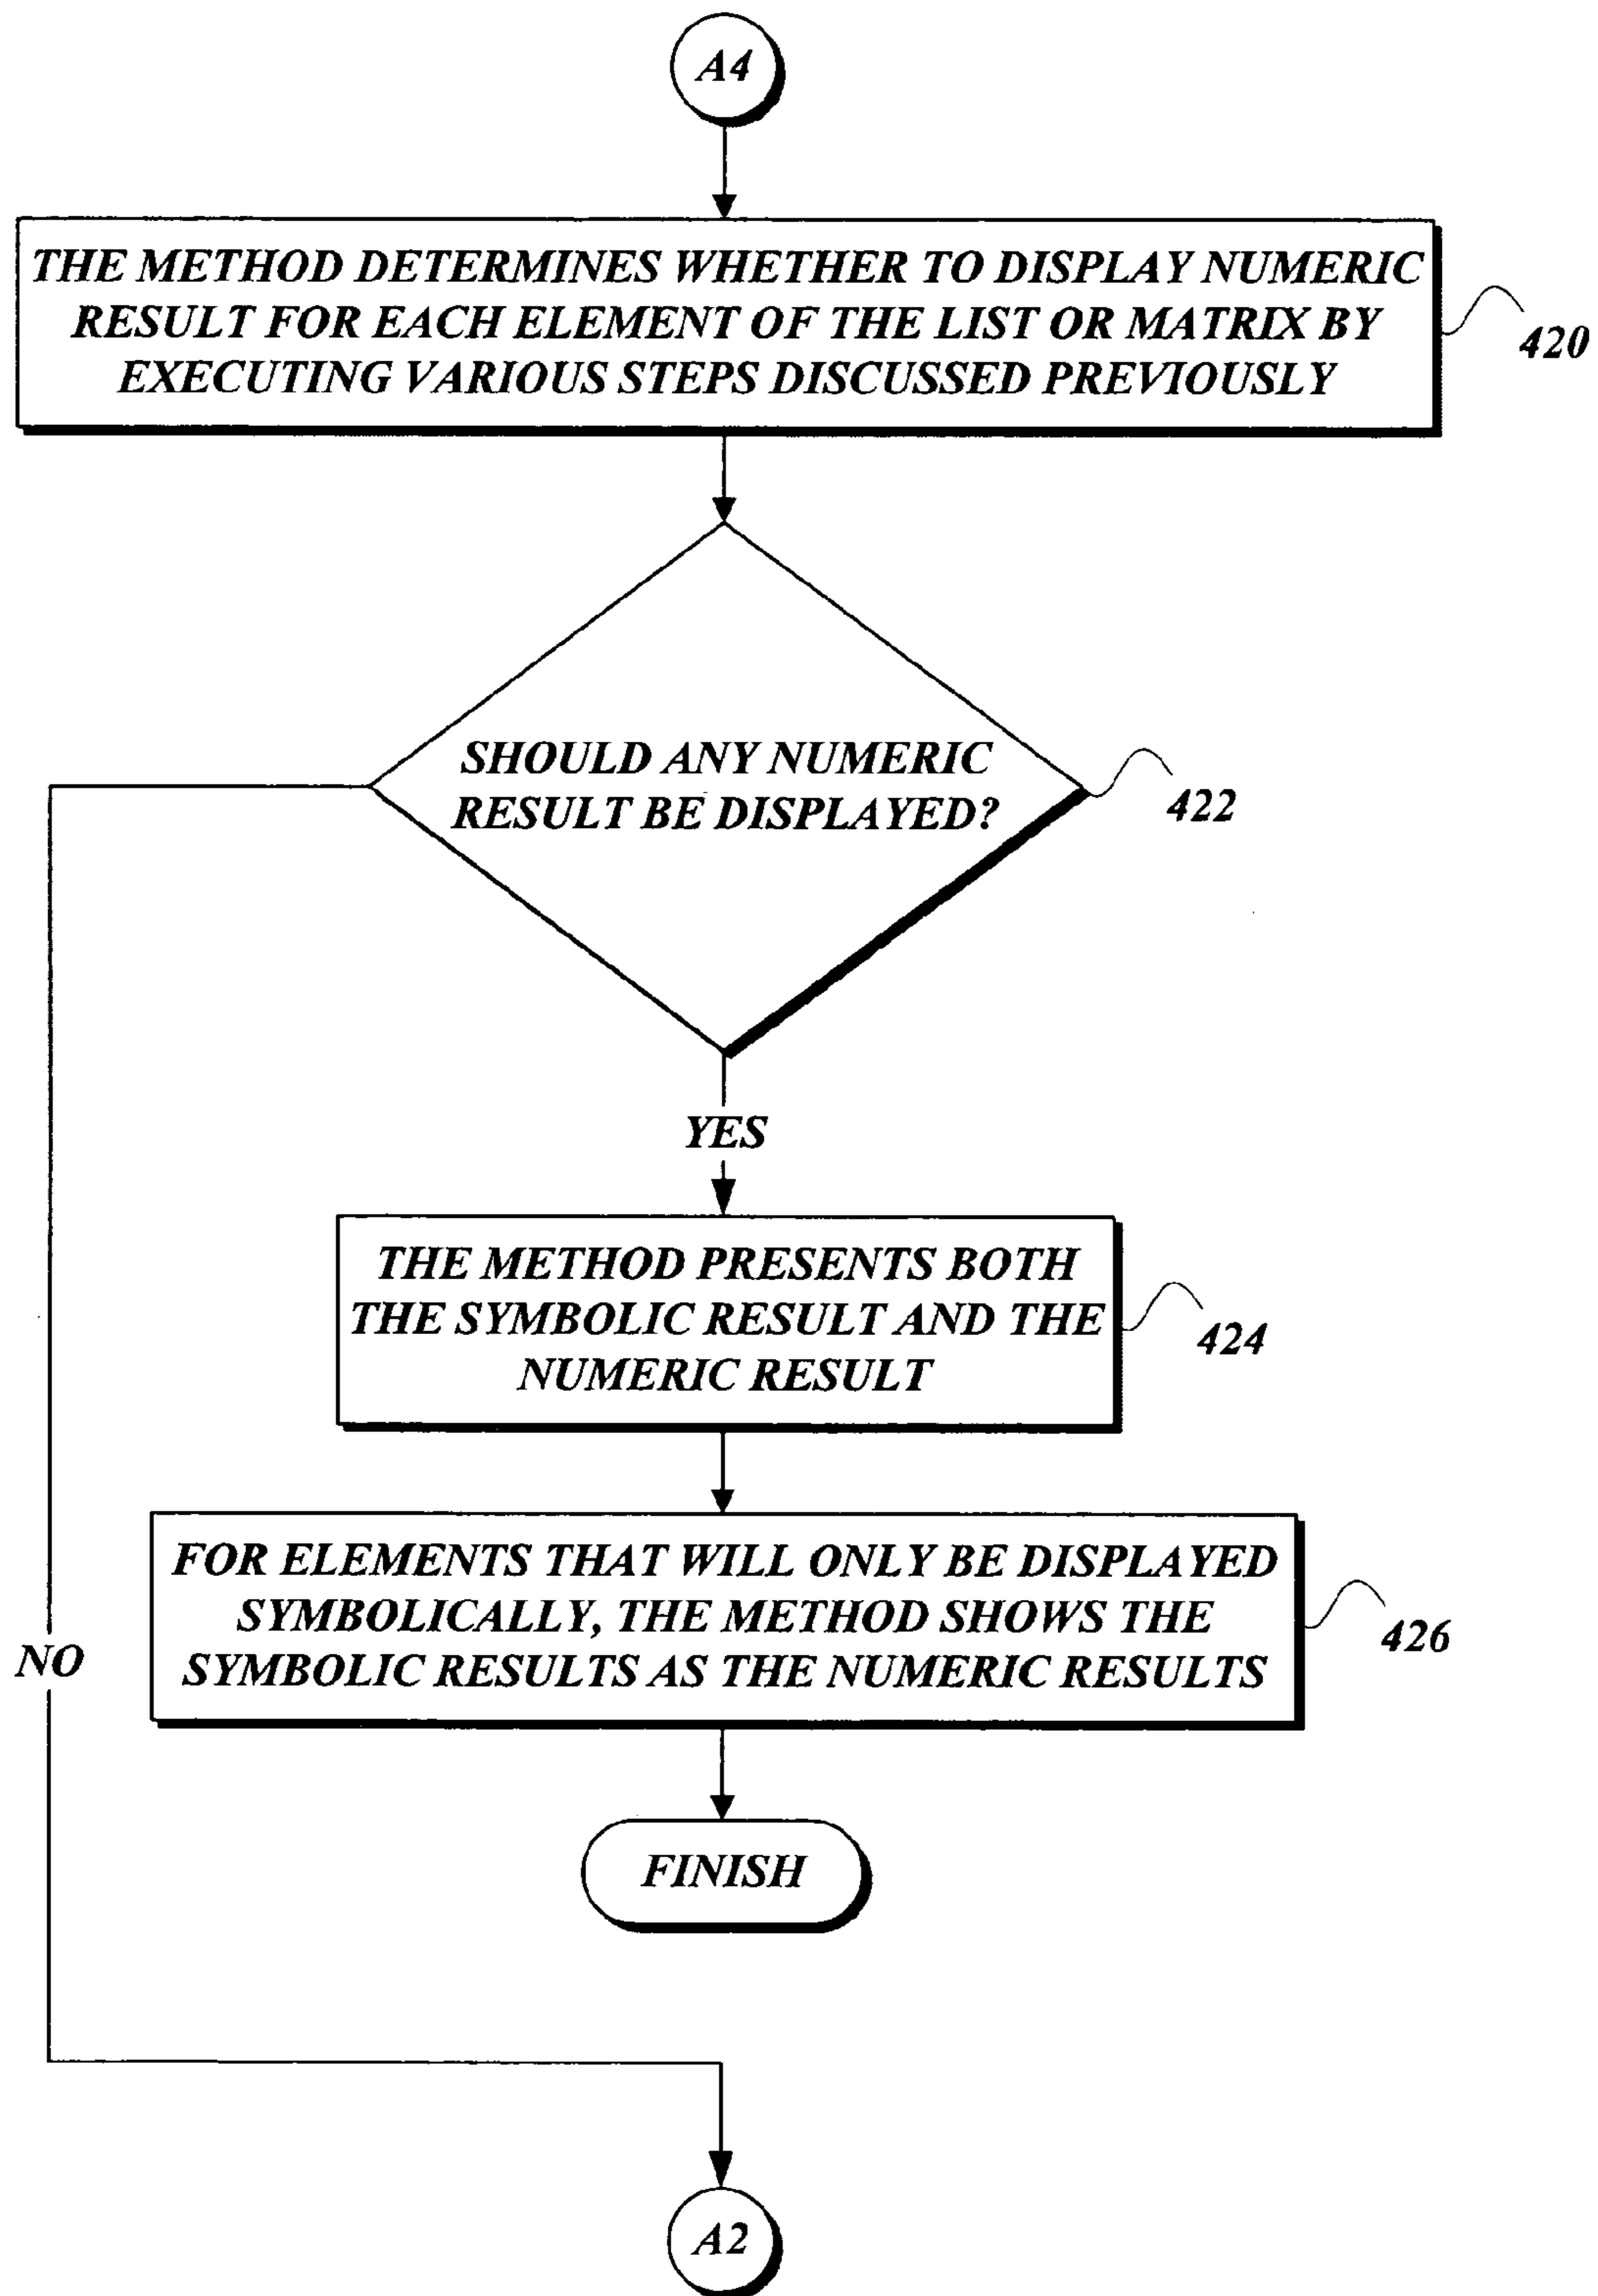 A4
THE METHOD DETERMINES WHETHER TO DISPLAY NUMERIC
RESULT FOR EACH ELEMENT OF THE LIST OR MATRIX BY
EXECUTING VARIOUS STEPS DISCUSSED PREVIOUSLY
420
SHOULD ANY NUMERIC
RESULT BE DISPLAYED?
422
YES
THE METHOD PRESENTS BOTH
THE SYMBOLIC RESULT AND THE
NUMERIC RESULT
424
FOR ELEMENTS THAT WILL ONLY BE DISPLAYED
SYMBOLICALLY, THE METHOD SHOWS THE
SYMBOLIC RESULTS AS THE NUMERIC RESULTS
426
NO
FINISH
A2